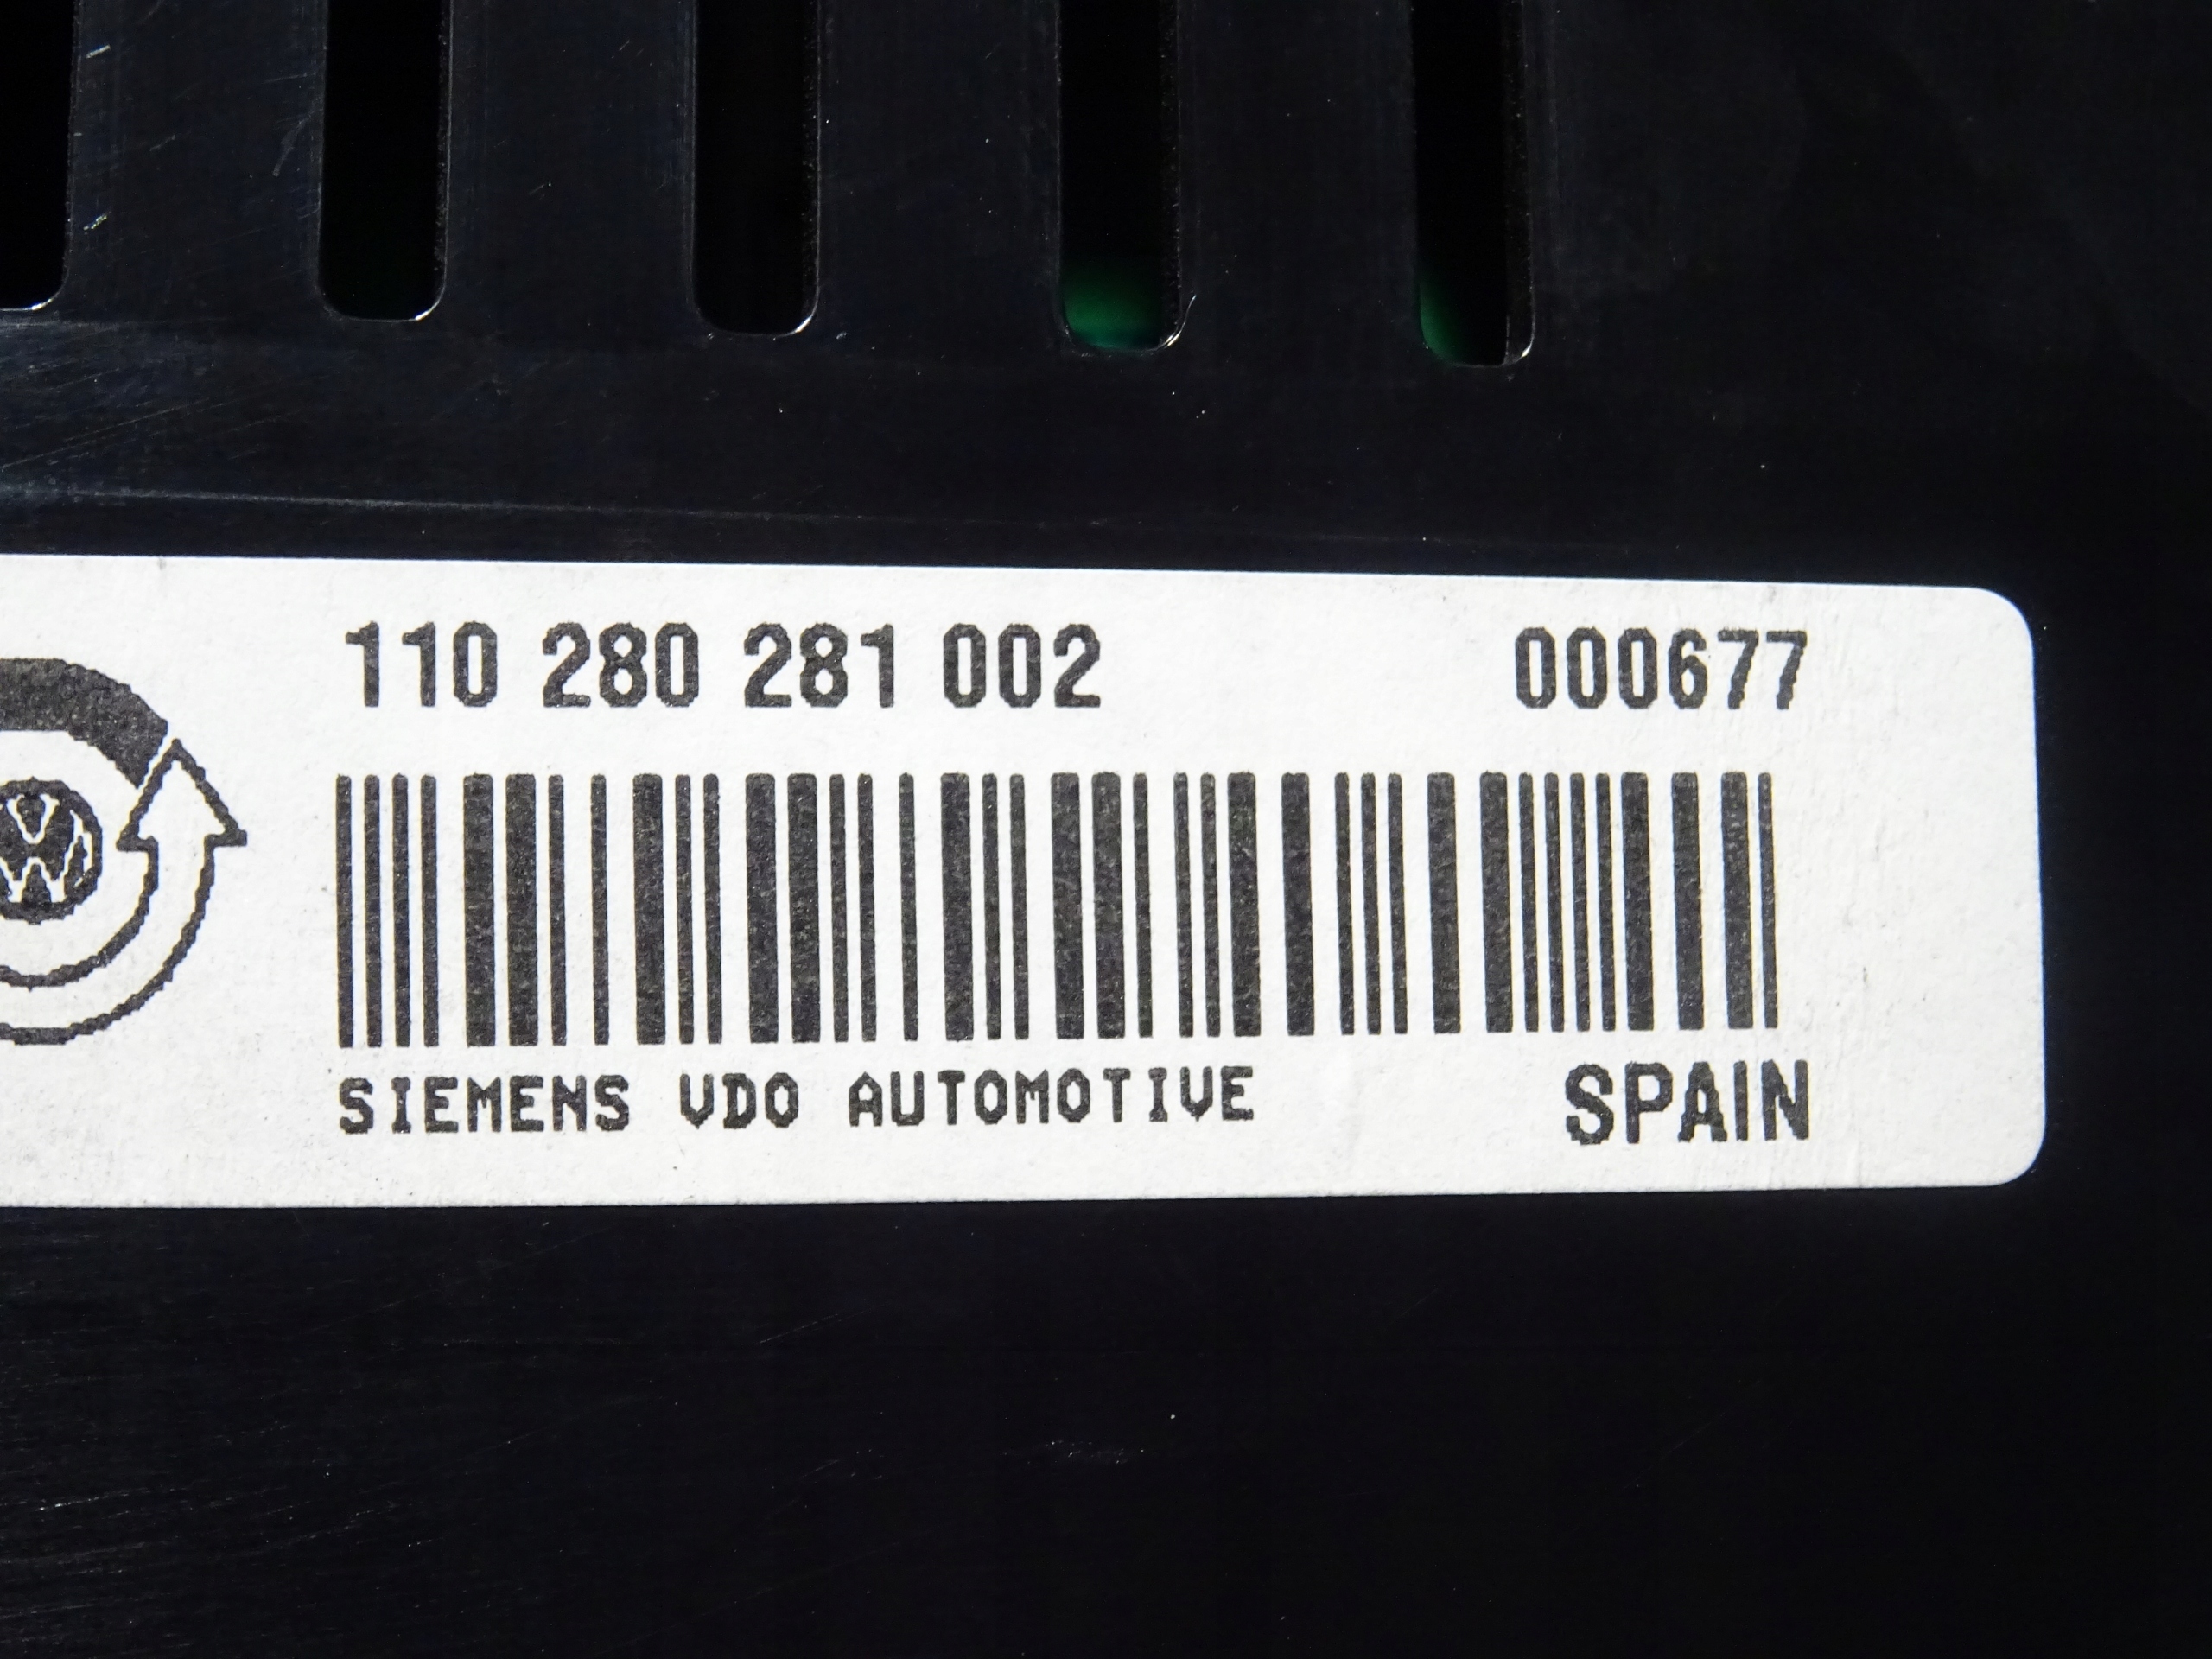 110 280 281 002 000677
SIEMENS VDO AUTOMOTIVE SPAIN